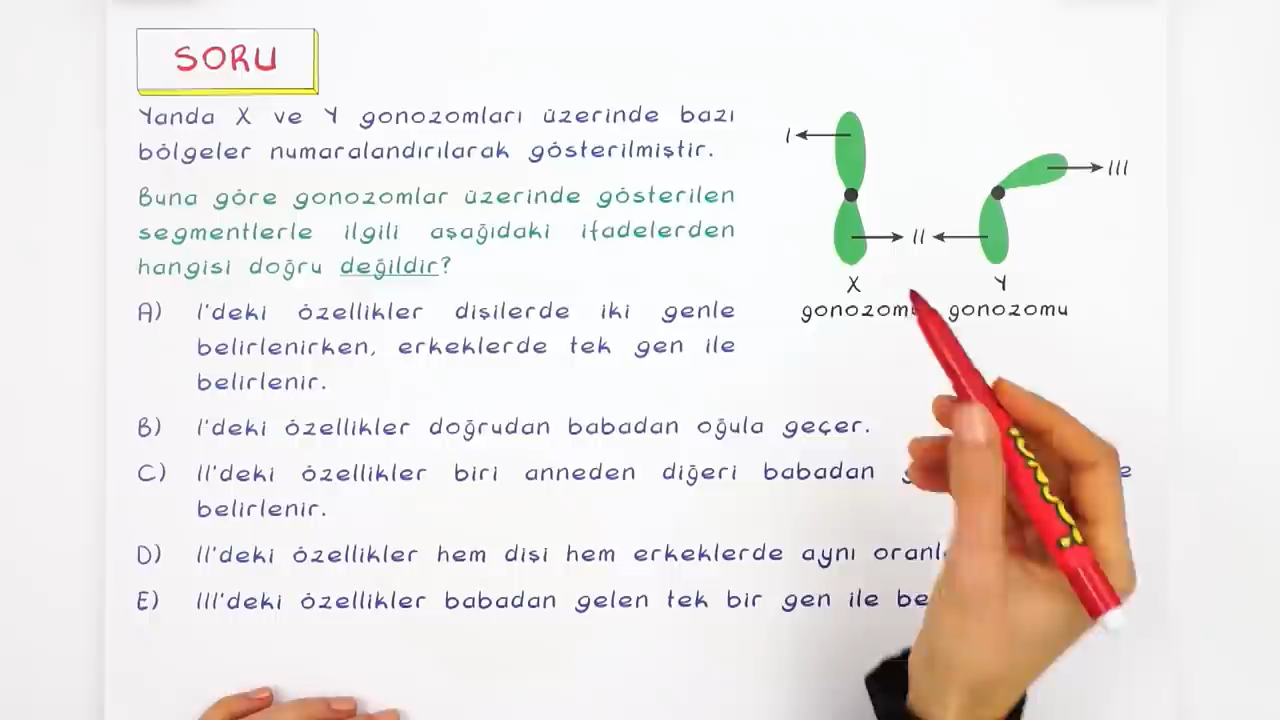 SORU
Yanda X ve Y gonozomları üzerinde bazı
bölgeler numaralandırılarak gösterilmiştir.
Buna göre gonozomlar üzerinde gösterilen
segmentlerle ilgili aşağıdaki ifadelerden
hangisi doğru değildir?
I
III
II
X
gonozomu
Y
gonozomu
A) I'deki özellikler dişilerde iki genle
belirlenirken, erkeklerde tek gen ile
belirlenir.
B) I'deki özellikler doğrudan babadan oğula geçer.
C) II'deki özellikler biri anneden diğeri babadan
belirlenir.
D) II'deki özellikler hem dişi hem erkeklerde aynı
E) III'deki özellikler babadan gelen tek bir gen ile